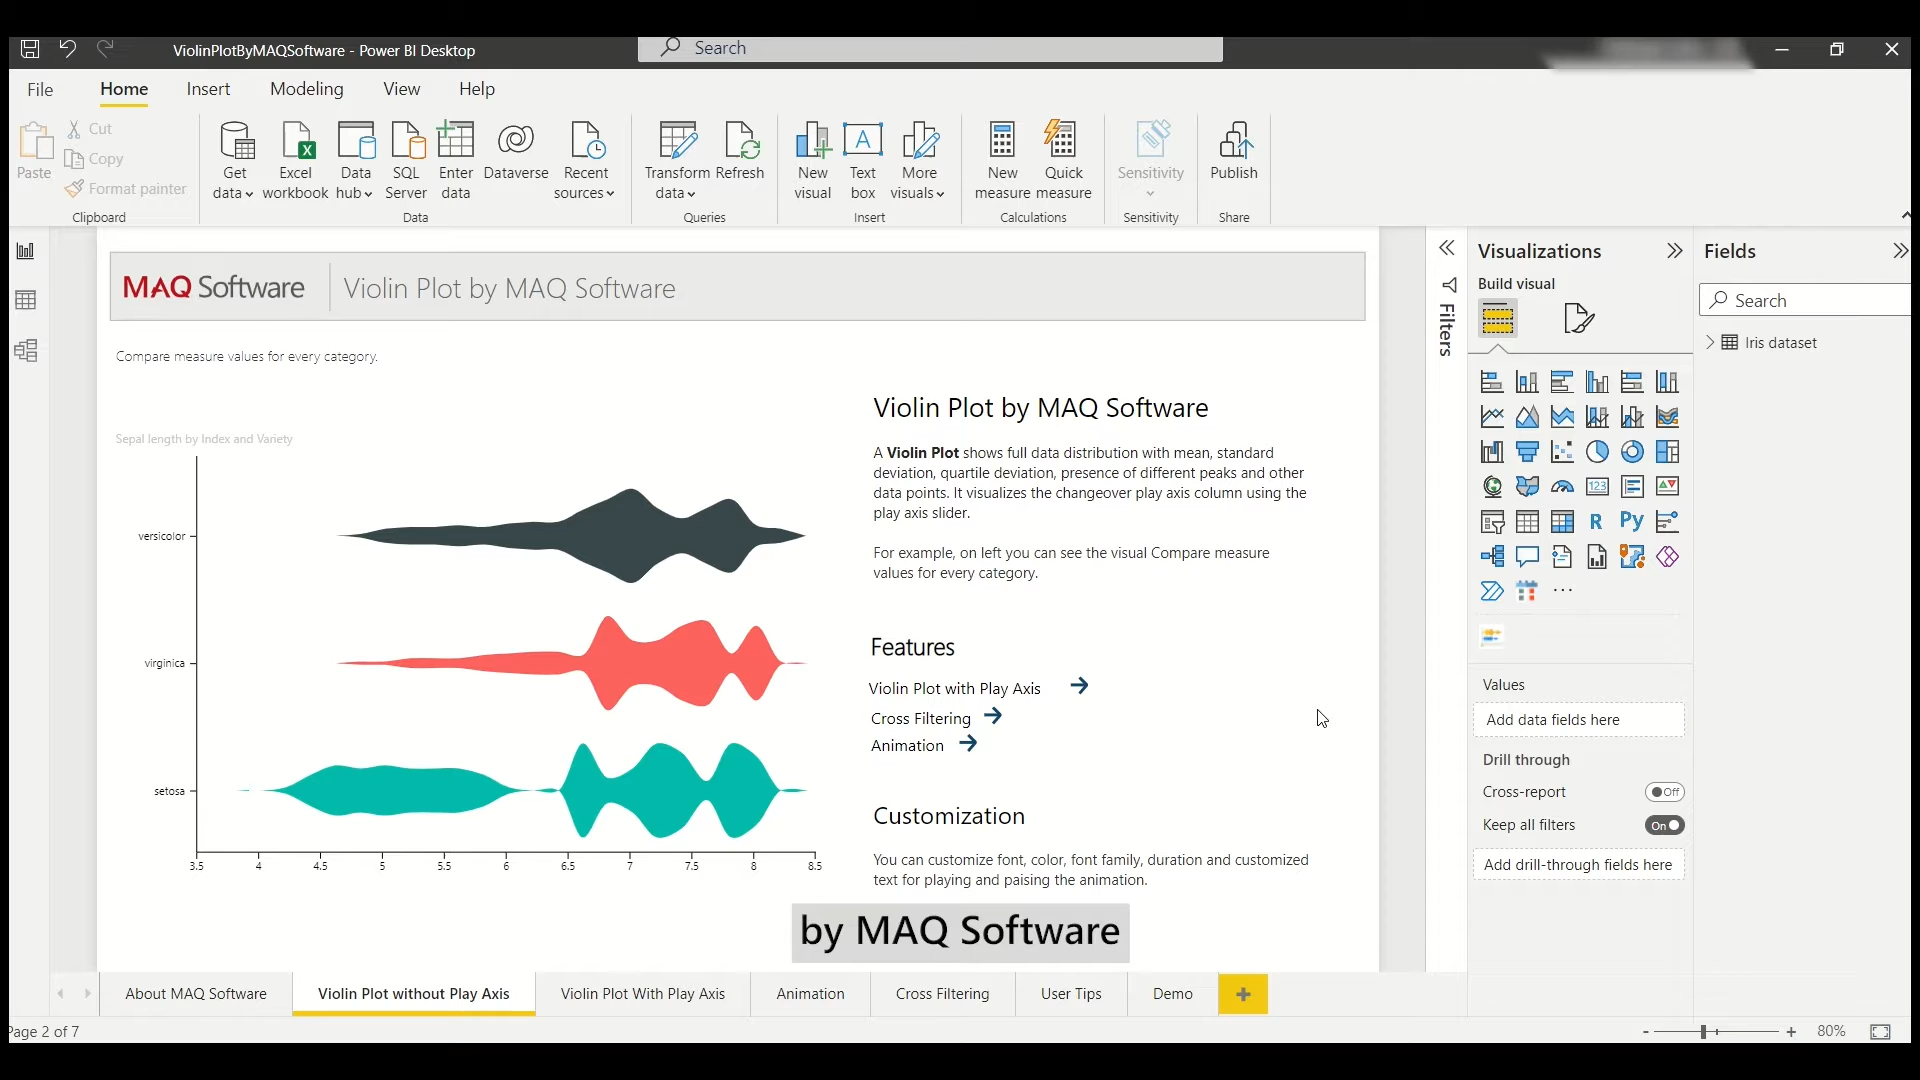 ViolinPlotByMAQSoftware - Power BI Desktop
Search
File Home Insert Modeling View Help
Paste
Cut
Copy
Format painter
Clipboard
Get data
Excel workbook
Data hub
SQL Server
Enter data
Dataverse
Recent sources
Data
Transform data
Refresh
Queries
New visual
Text box
More visuals
Insert
New measure
Quick measure
Calculations
Sensitivity
Sensitivity
Publish
Share
MAQ Software
Violin Plot by MAQ Software
Compare measure values for every category.
Sepal length by Index and Variety
versicolor
virginica
setosa
3.5 4 4.5 5 5.5 6 6.5 7 7.5 8 8.5
Violin Plot by MAQ Software
A Violin Plot shows full data distribution with mean, standard
deviation, quartile deviation, presence of different peaks and other
data points. It visualizes the changeover play axis column using the
play axis slider.
For example, on left you can see the visual Compare measure
values for every category.
Features
Violin Plot with Play Axis
Cross Filtering
Animation
Customization
You can customize font, color, font family, duration and customized
text for playing and paising the animation.
by MAQ Software
Filters
Visualizations
Build visual
123
R
Py
Values
Add data fields here
Drill through
Cross-report
Off
Keep all filters
On
Add drill-through fields here
Fields
Search
Iris dataset
About MAQ Software
Violin Plot without Play Axis
Violin Plot With Play Axis
Animation
Cross Filtering
User Tips
Demo
Page 2 of 7
80%